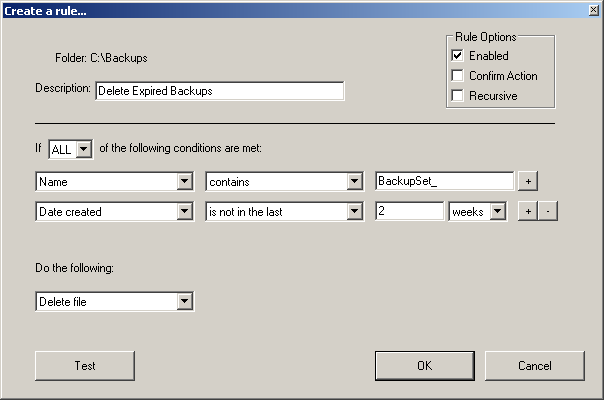 Create a rule...
Rule Options
Folder: C:\Backups
Enabled
Confirm Action
Description: Delete Expired Backups
Recursive
If ALL of the following conditions are met:
Name contains BackupSet_ +
Date created is not in the last 2 weeks + -
Do the following:
Delete file
Test OK Cancel